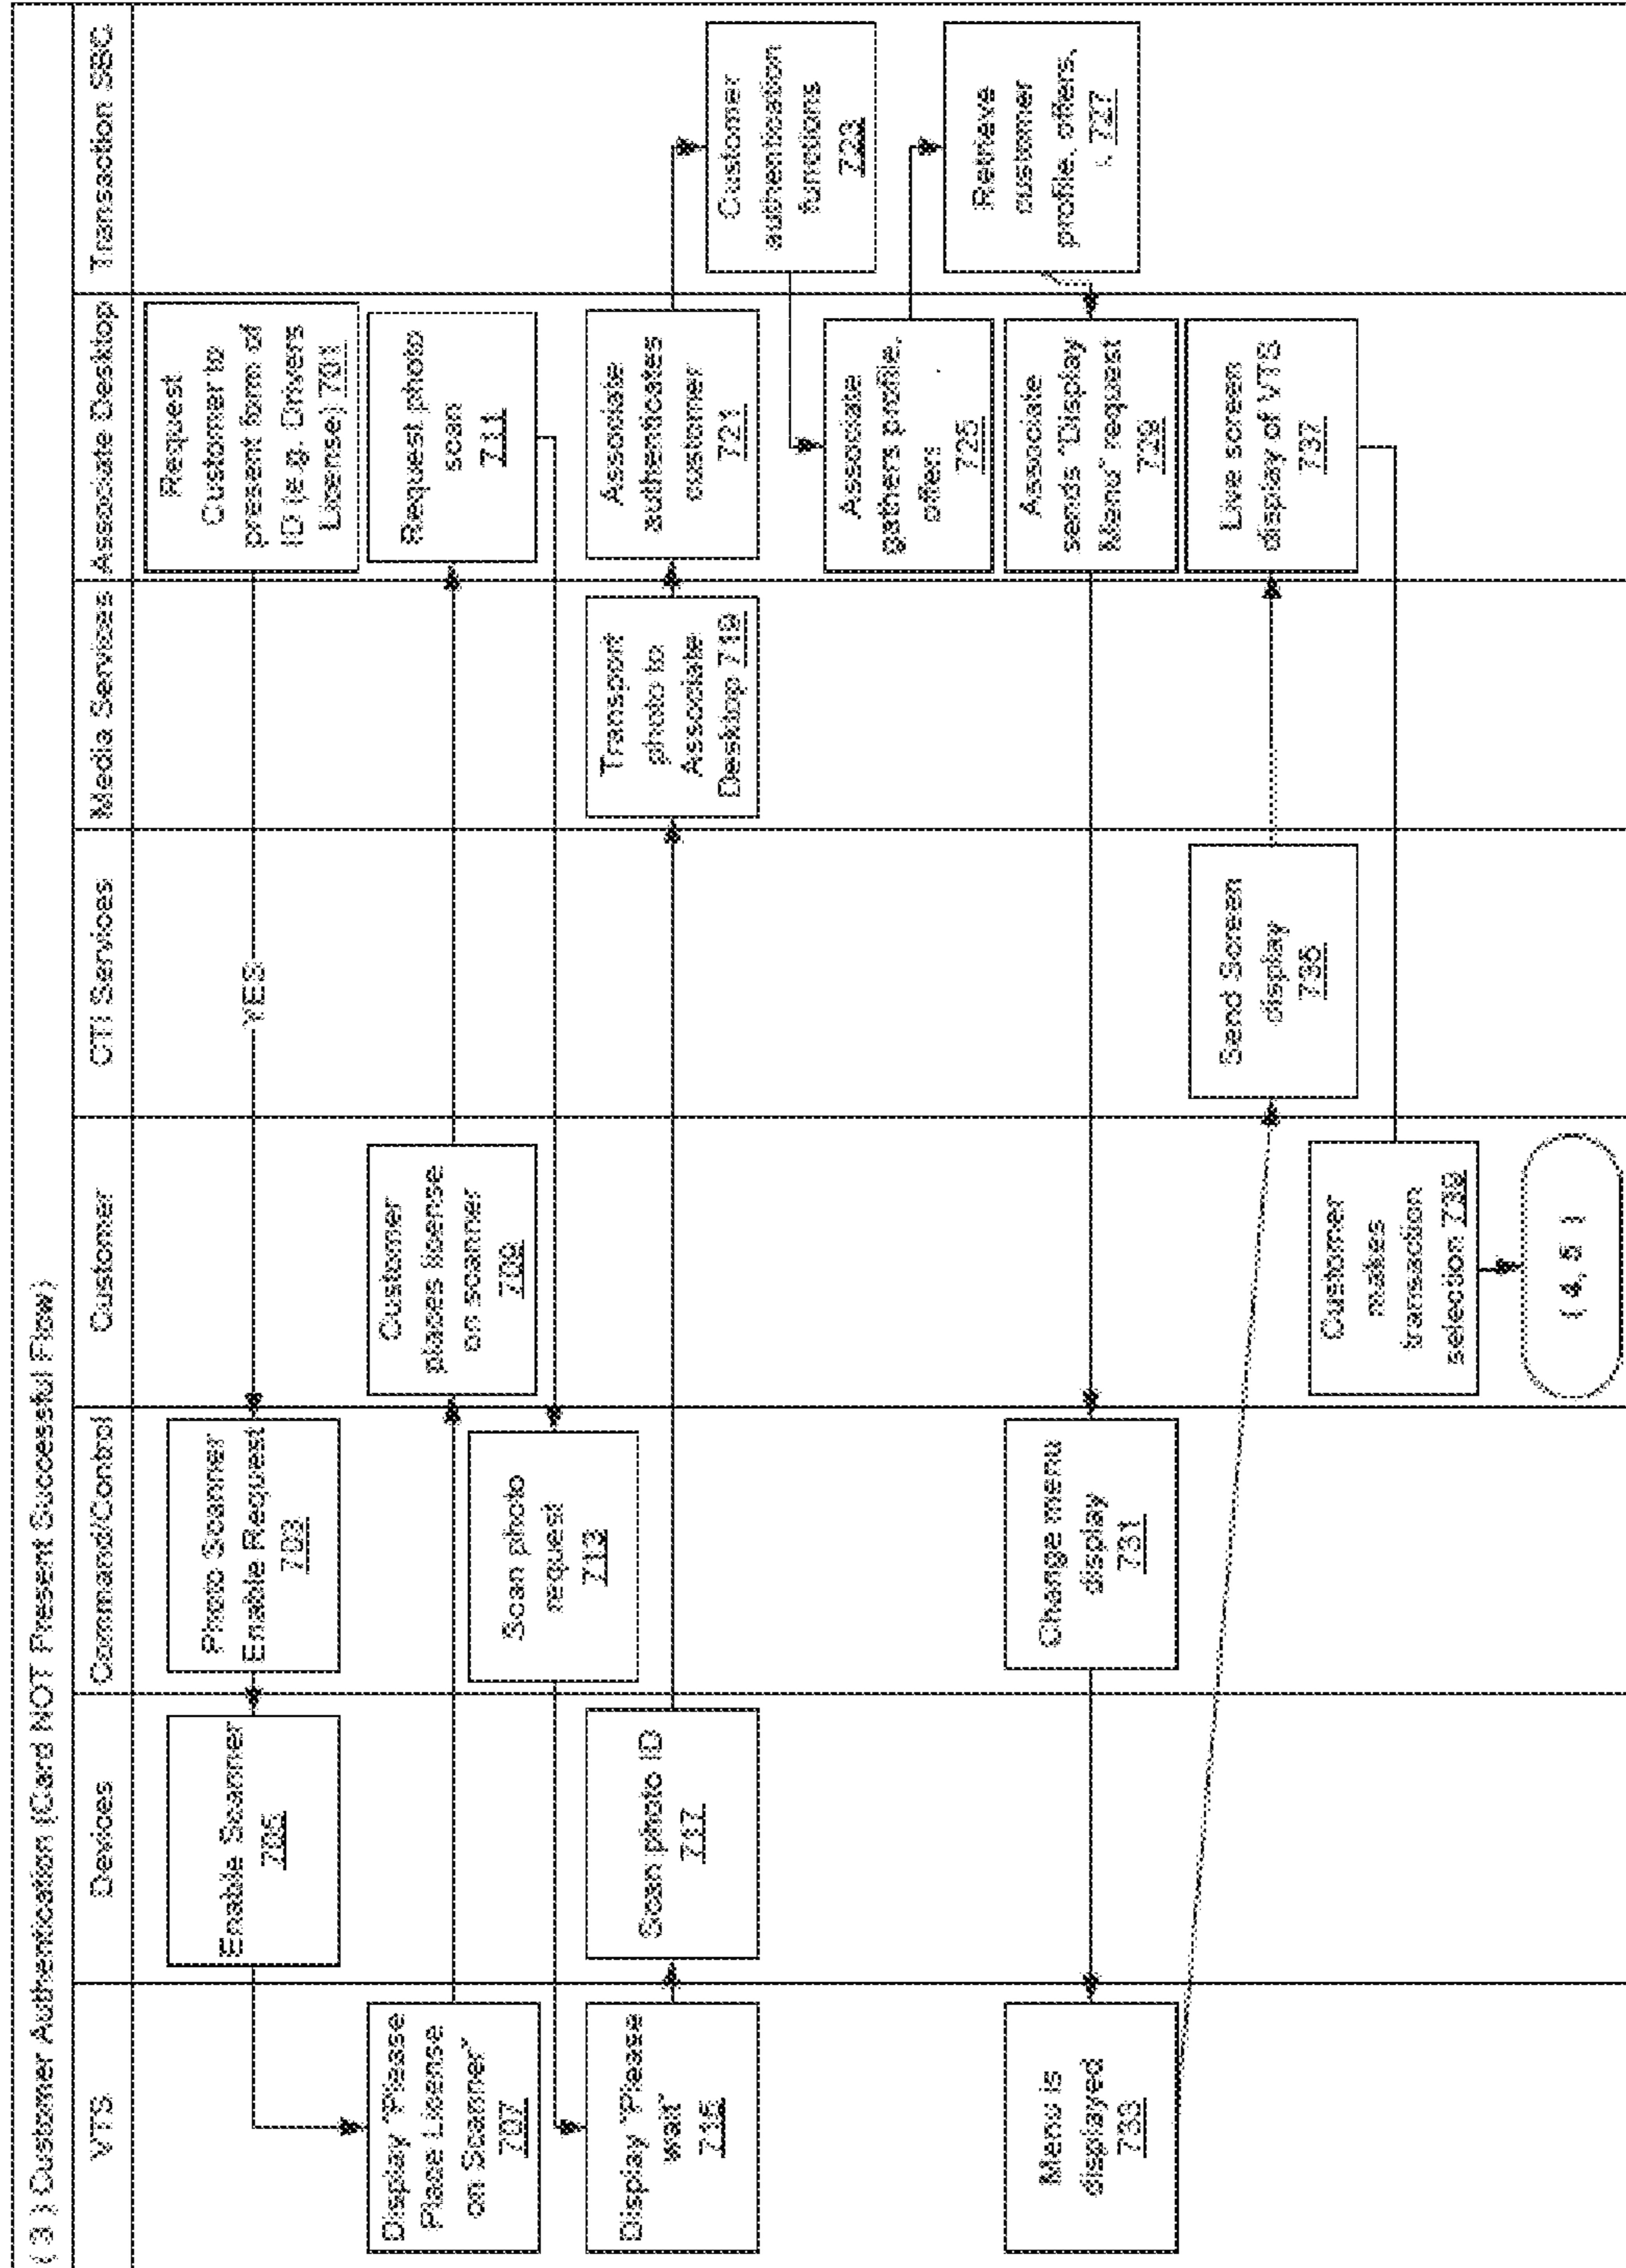 ( 3 ) Customer Authentication (Card NOT Present Successful Flow)
VTS
Devices
Command/Control
Customer
CTI Services
Media Services
Associate Desktop
Transaction SBC
Request
Customer to
present form of
ID (e.g. Drivers
License) 701
YES
Photo Scanner
Enable Request
703
Enable Scanner
705
Display "Please
Place License
on Scanner"
707
Customer
places license
on scanner
709
Request photo
scan
711
Scan photo
request
713
Display "Please
wait"
715
Scan photo ID
717
Transport
photo to
Associate
Desktop 719
Associate
authenticates
customer
721
Customer
authentication
functions
723
Associate
gathers profile,
offers
725
Retrieve
customer
profile, offers,
727
Associate
sends "Display
Menu" request
729
Change menu
display
731
Menu is
displayed
733
Send Screen
display
735
Live screen
display of VTS
737
Customer
makes
transaction
selection 739
( 4, 5 )